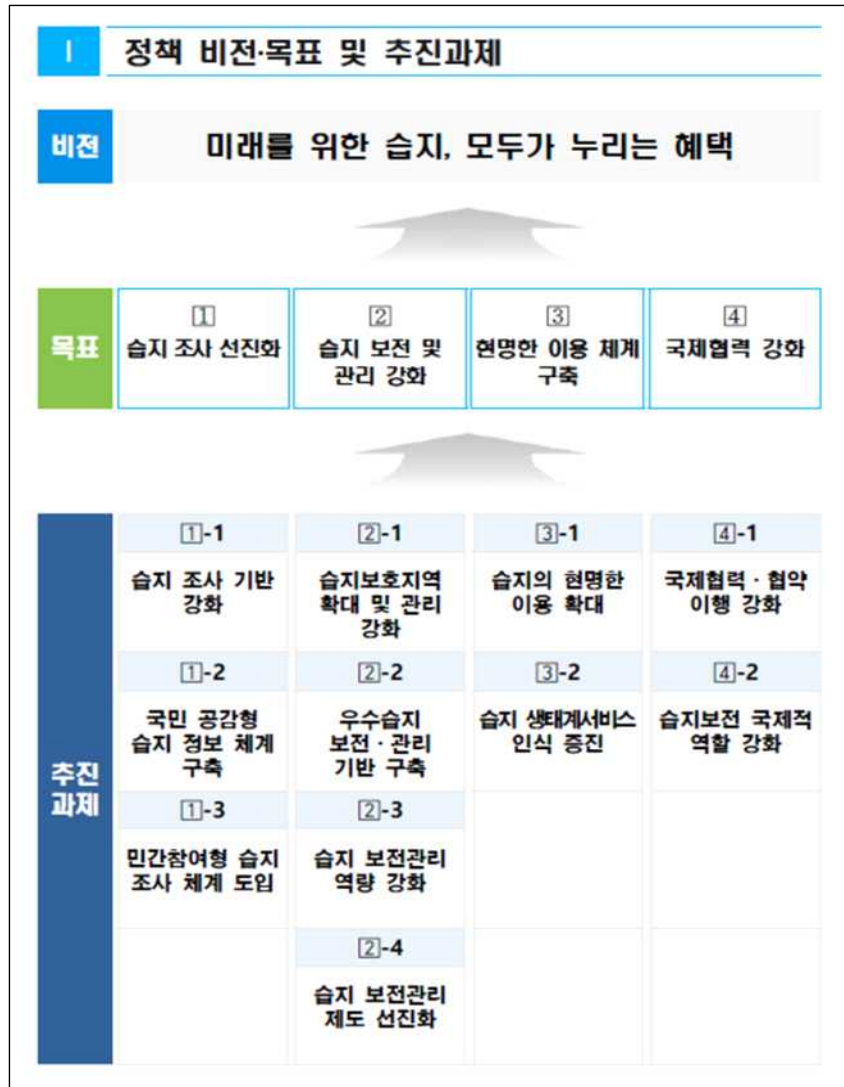 Ⅰ 정책 비전·목표 및 추진과제
비전
미래를 위한 습지, 모두가 누리는 혜택
목표
1
습지 조사 선진화
2
습지 보전 및
관리 강화
3
현명한 이용 체계
구축
4
국제협력 강화
추진
과제
1-1
습지 조사 기반
강화
2-1
습지보호지역
확대 및 관리
강화
3-1
습지의 현명한
이용 확대
4-1
국제협력·협약
이행 강화
1-2
국민 공감형
습지 정보 체계
구축
2-2
우수습지
보전·관리
기반 구축
3-2
습지 생태계서비스
인식 증진
4-2
습지보전 국제적
역할 강화
1-3
민간참여형 습지
조사 체계 도입
2-3
습지 보전관리
역량 강화
2-4
습지 보전관리
제도 선진화